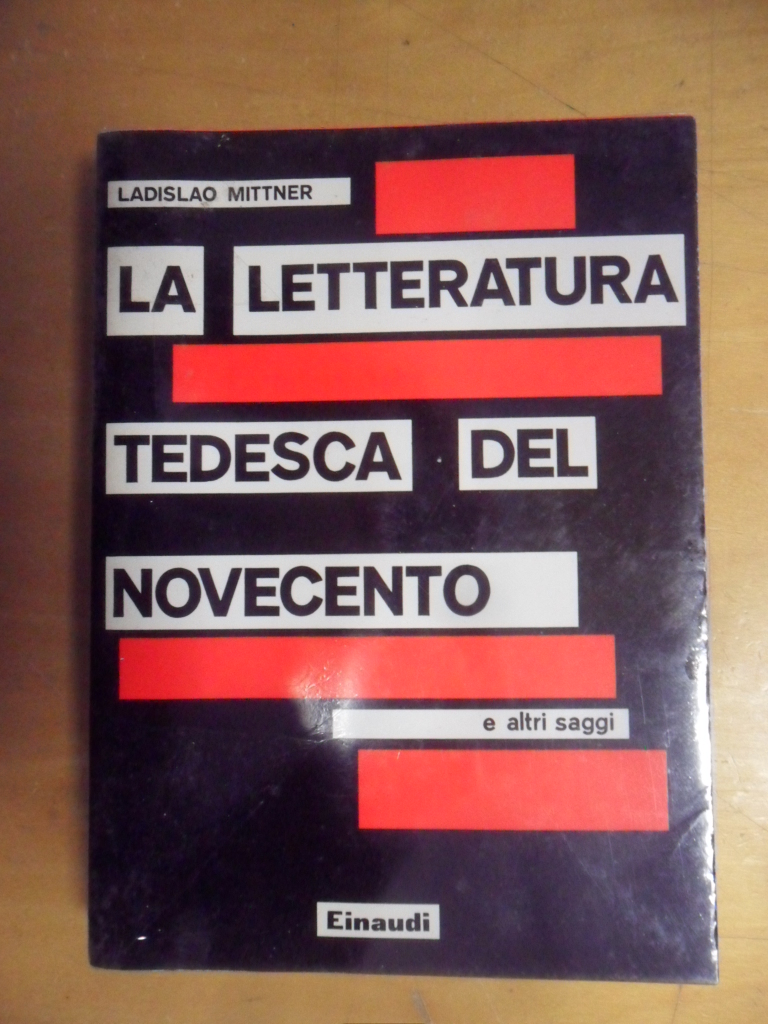 LADISLAO MITTNER
LA LETTERATURA
TEDESCA DEL
NOVECENTO
e altri saggi
Einaudi